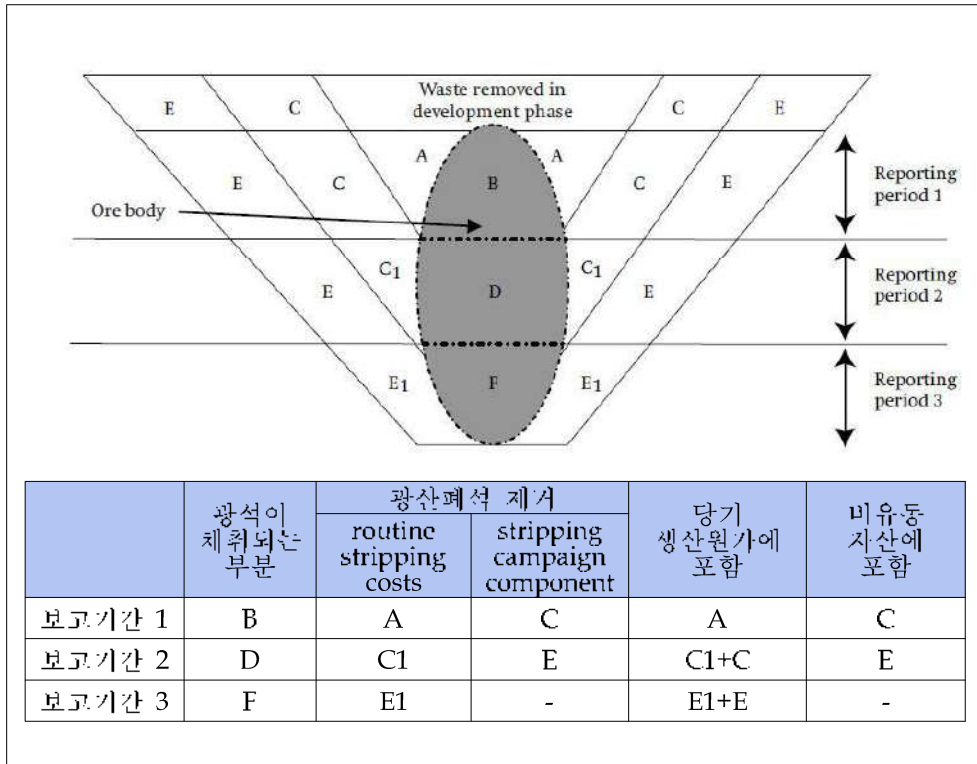 Waste removed in
development phase
E
C
C
E
A
A
E
C
B
C
E
Reporting
period 1
Ore body
C1
C1
E
D
E
Reporting
period 2
E1
F
E1
Reporting
period 3
광석이
채취되는
부분
광산폐석 제거
routine
stripping
costs
stripping
campaign
component
당기
생산원가에
포함
비유동
자산에
포함
보고기간 1 B A C A C
보고기간 2 D C1 E C1+C E
보고기간 3 F E1 - E1+E -